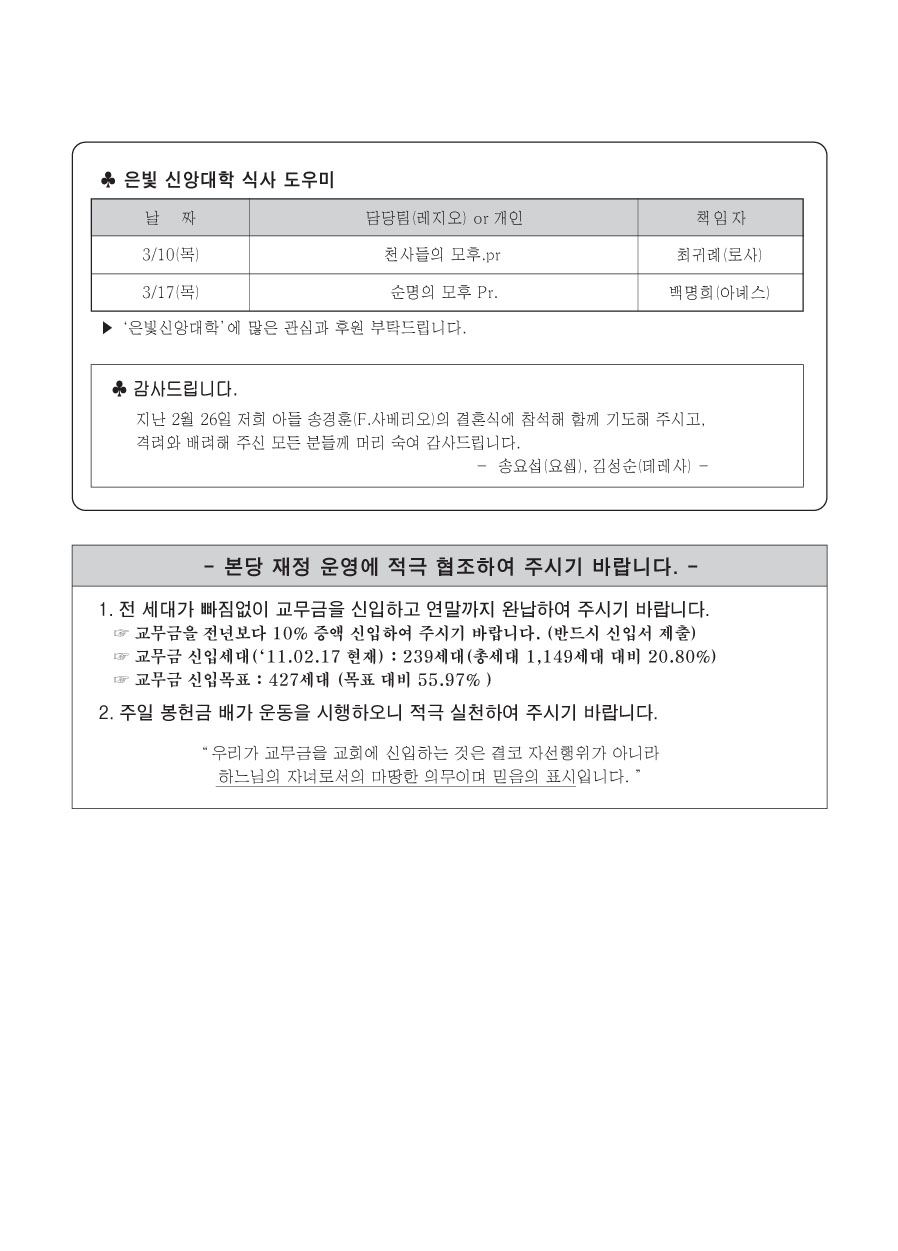 ♣ 은빛 신앙대학 식사 도우미
날 짜 담당팀(레지오) or 개인 책임자
3/10(목) 천사들의 모후.pr 최귀례(로사)
3/17(목) 순명의 모후 Pr. 백명희(아녜스)
▶ ‘은빛신앙대학’에 많은 관심과 후원 부탁드립니다.
♣ 감사드립니다.
지난 2월 26일 저희 아들 송경훈(F.사베리오)의 결혼식에 참석해 함께 기도해 주시고,
격려와 배려해 주신 모든 분들께 머리 숙여 감사드립니다.
- 송요섭(요셉), 김성순(데레사) -
- 본당 재정 운영에 적극 협조하여 주시기 바랍니다. -
1. 전 세대가 빠짐없이 교무금을 신입하고 연말까지 완납하여 주시기 바랍니다.
☞ 교무금을 전년보다 10% 증액 신입하여 주시기 바랍니다. (반드시 신입서 제출)
☞ 교무금 신입세대(‘11.02.17 현재) : 239세대(총세대 1,149세대 대비 20.80%)
☞ 교무금 신입목표 : 427세대 (목표 대비 55.97% )
2. 주일 봉헌금 배가 운동을 시행하오니 적극 실천하여 주시기 바랍니다.
“ 우리가 교무금을 교회에 신입하는 것은 결코 자선행위가 아니라
하느님의 자녀로서의 마땅한 의무이며 믿음의 표시입니다. ”